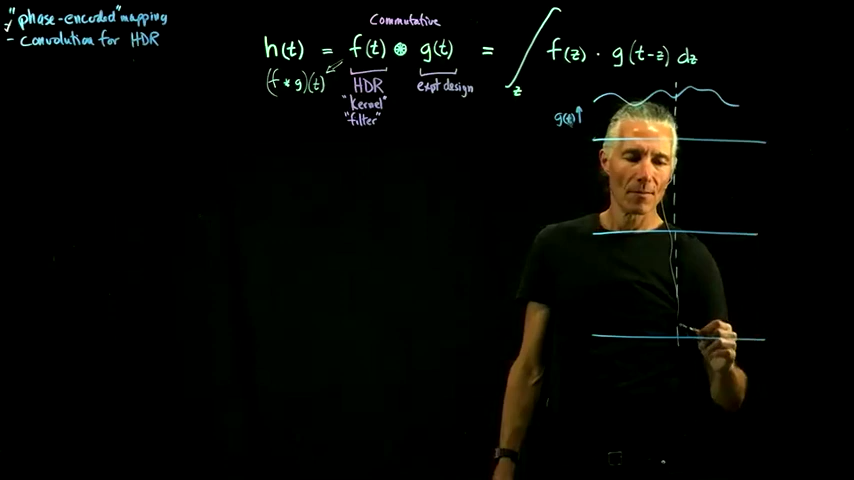 "phase-encoded" mapping
- convolution for HDR
Commutative
h(t) = f(t) ⊛ g(t) = ∫z f(z) · g(t-z) dz
(f * g)(t)
HDR
expt design
"kernel"
"filter"
g(t) ↑